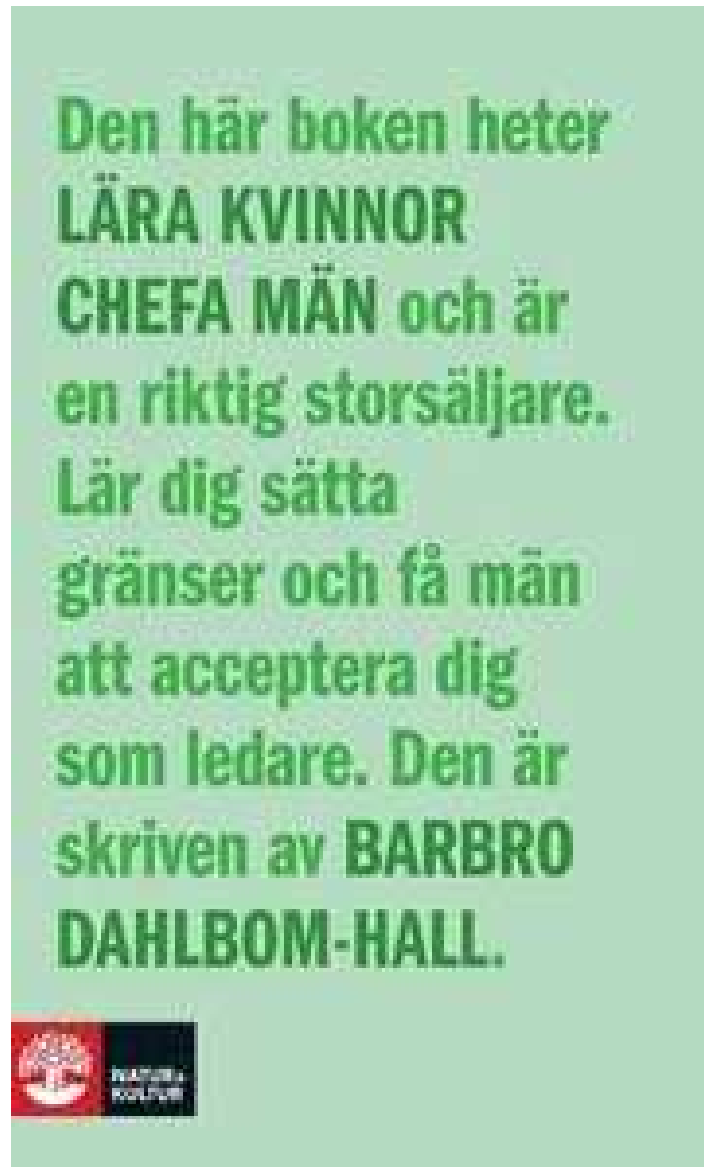 Den här boken heter
LÄRA KVINNOR
CHEFA MÄN och är
en riktig storsäljare.
Lär dig sätta
gränser och få män
att acceptera dig
som ledare. Den är
skriven av BARBRO
DAHLBOM-HALL.
NATUR&
KULTUR